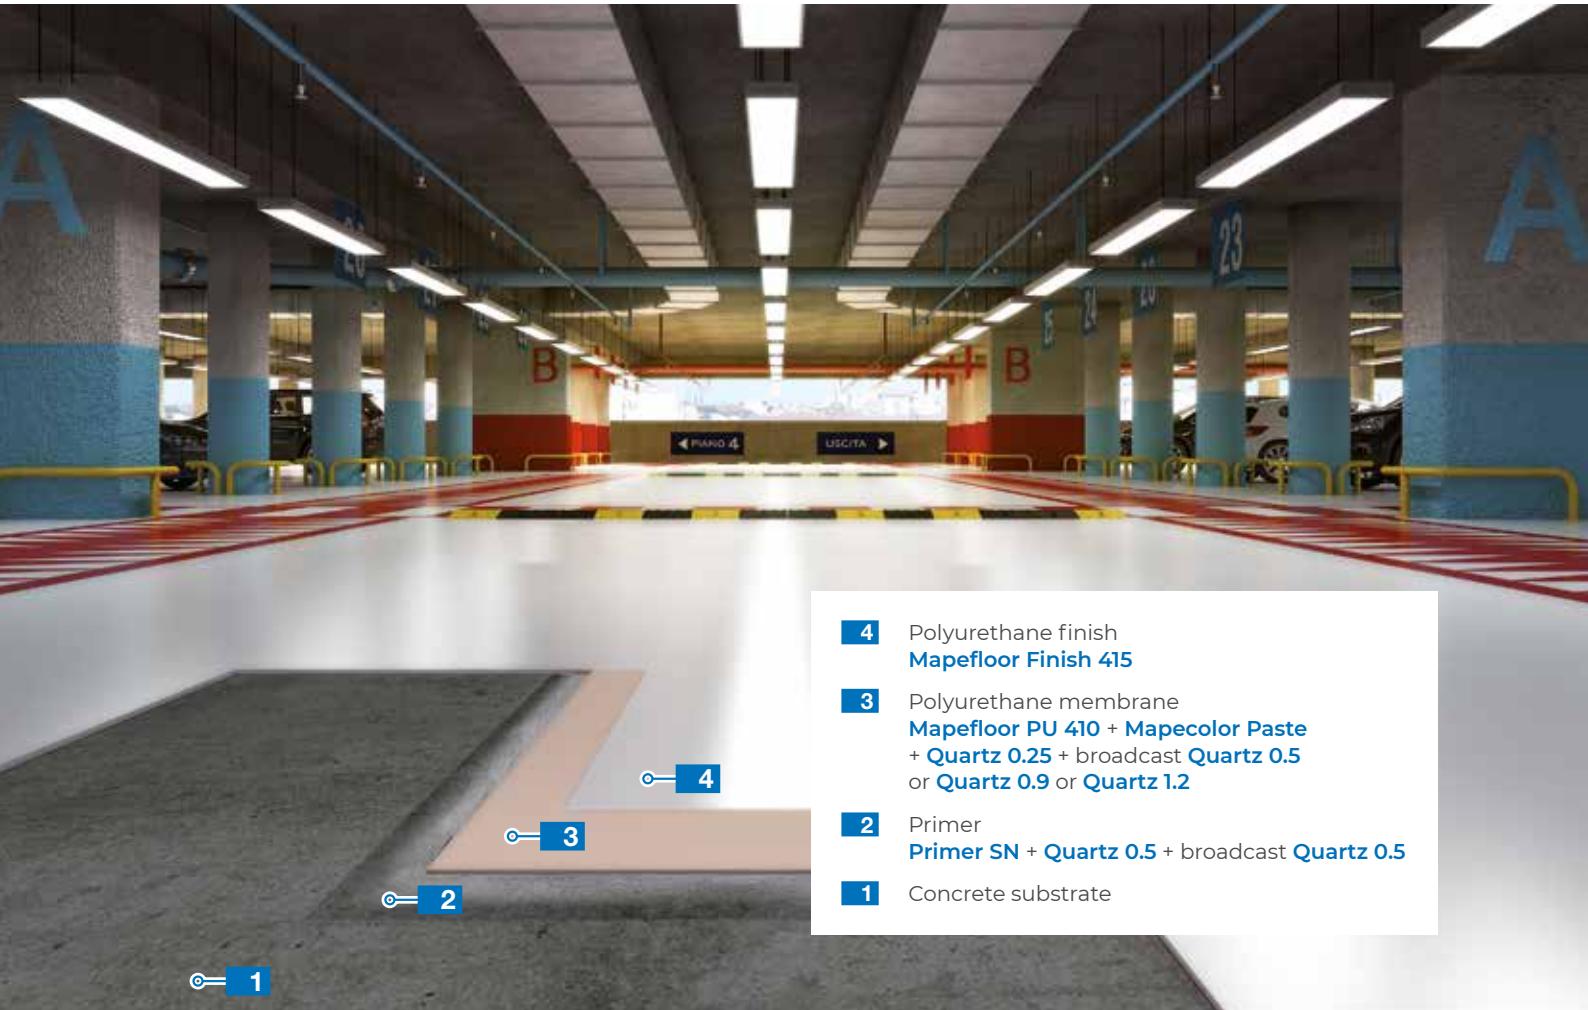 A
A
23
B
B
24
◀ PIANO 4
USCITA ▶
4 Polyurethane finish
Mapefloor Finish 415
3 Polyurethane membrane
Mapefloor PU 410 + Mapecolor Paste
+ Quartz 0.25 + broadcast Quartz 0.5
or Quartz 0.9 or Quartz 1.2
2 Primer
Primer SN + Quartz 0.5 + broadcast Quartz 0.5
1 Concrete substrate
4
3
2
1